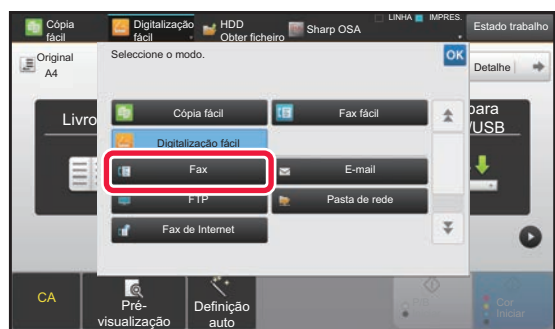 Cópia
fácil
Digitalização
fácil
HDD
Obter ficheiro
Sharp OSA
LINHA
IMPRES.
Estado trabalho
Original
A4
Seleccione o modo.
OK
Detalhe
Livro
para
/USB
Cópia fácil
Fax fácil
Digitalização fácil
Fax
E-mail
FTP
Pasta de rede
Fax de Internet
CA
Pré-
visualização
Definição
auto
P/B
Iniciar
Cor
Iniciar